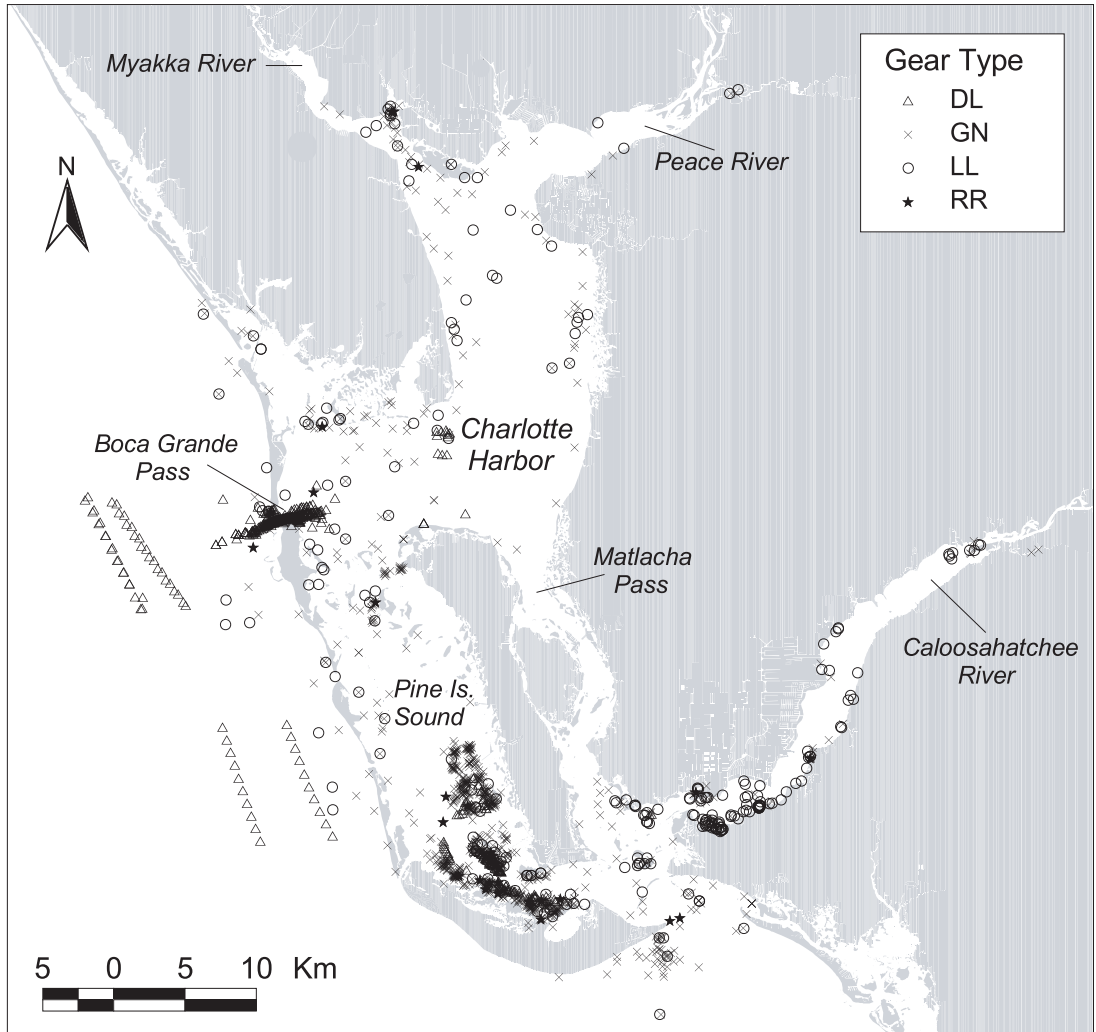 Myakka River
Gear Type
DL
GN
LL
RR
Peace River
N
Charlotte
Harbor
Boca Grande
Pass
Matlacha
Pass
Caloosahatchee
River
Pine Is.
Sound
5 0 5 10 Km